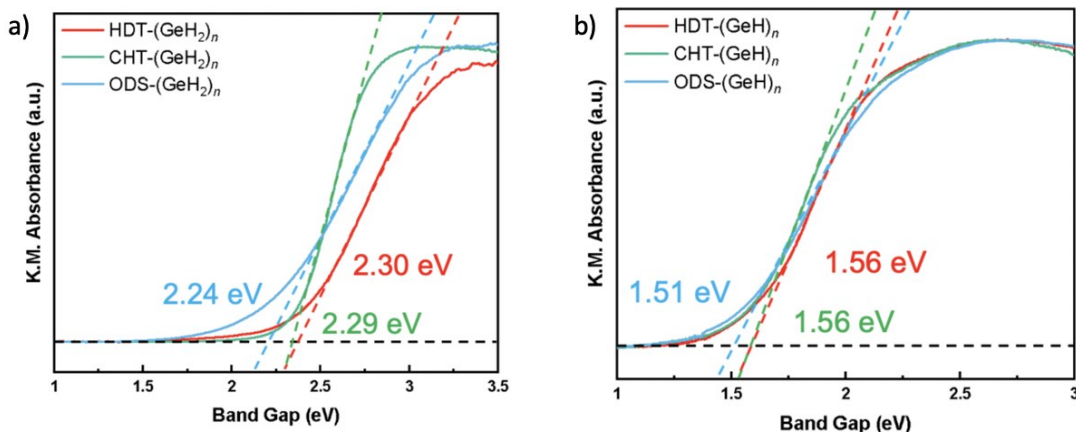 a)
HDT-(GeH₂)ₙ
CHT-(GeH₂)ₙ
ODS-(GeH₂)ₙ
K.M. Absorbance (a.u.)
2.24 eV
2.30 eV
2.29 eV
1 1.5 2 2.5 3 3.5
Band Gap (eV)
b)
HDT-(GeH)ₙ
CHT-(GeH)ₙ
ODS-(GeH)ₙ
K.M. Absorbance (a.u.)
1.51 eV
1.56 eV
1.56 eV
1 1.5 2 2.5 3
Band Gap (eV)